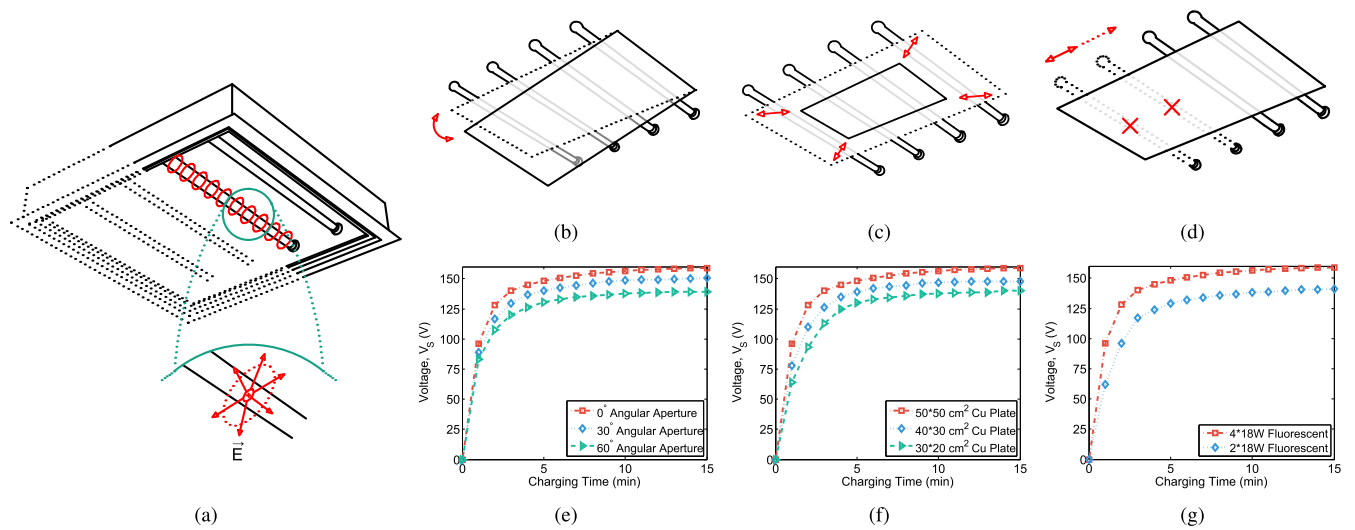 E
(a)
(b)
(c)
(d)
Voltage, V_S (V)
150
125
100
75
50
25
0
0° Angular Aperture
30° Angular Aperture
60° Angular Aperture
0
5
10
15
Charging Time (min)
(e)
Voltage, V_S (V)
150
125
100
75
50
25
0
50*50 cm² Cu Plate
40*30 cm² Cu Plate
30*20 cm² Cu Plate
0
5
10
15
Charging Time (min)
(f)
Voltage, V_S (V)
150
125
100
75
50
25
0
4*18W Fluorescent
2*18W Fluorescent
0
5
10
15
Charging Time (min)
(g)